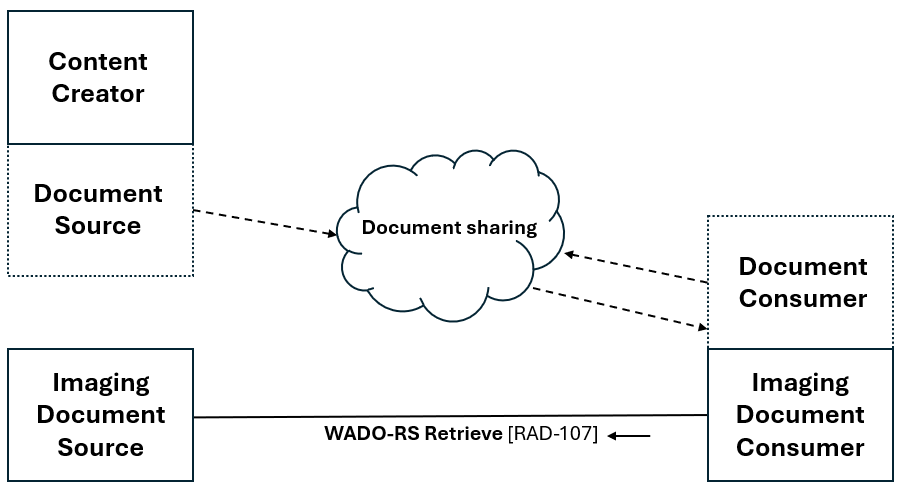 Content
Creator
Document
Source
Document sharing
Document
Consumer
Imaging
Document
Source
Imaging
Document
Consumer
WADO-RS Retrieve [RAD-107]